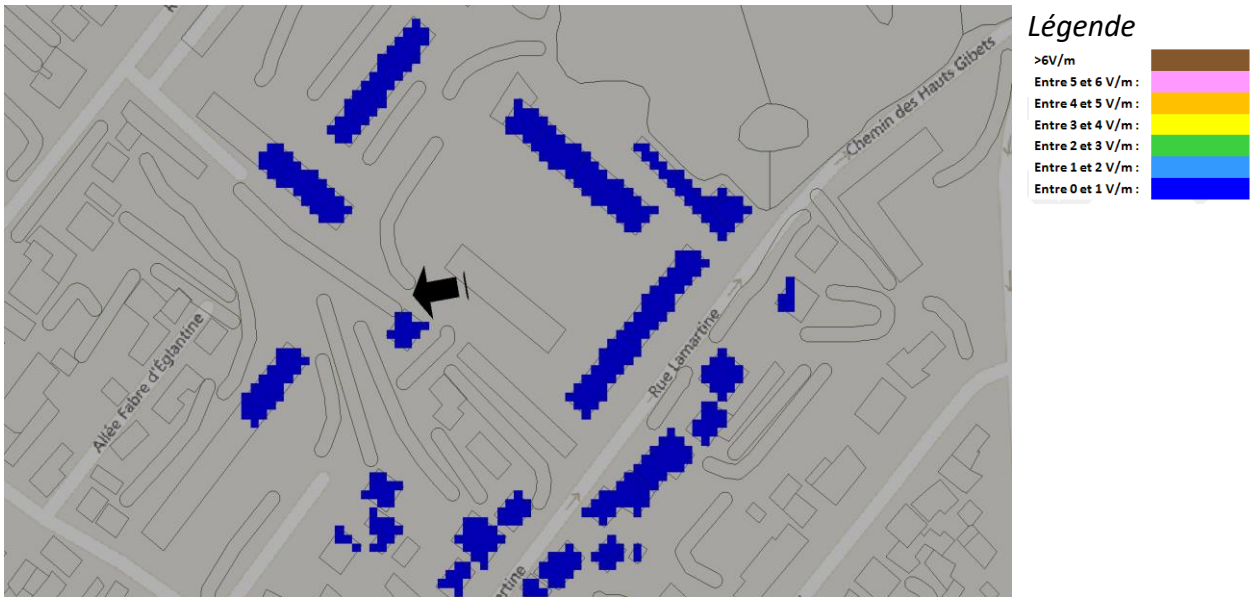 Légende
>6V/m
Entre 5 et 6 V/m :
Entre 4 et 5 V/m :
Entre 3 et 4 V/m :
Entre 2 et 3 V/m :
Entre 1 et 2 V/m :
Entre 0 et 1 V/m :
Chemin des Hauts Gibets
Rue Lamartine
Allée Fabre d'Églantine